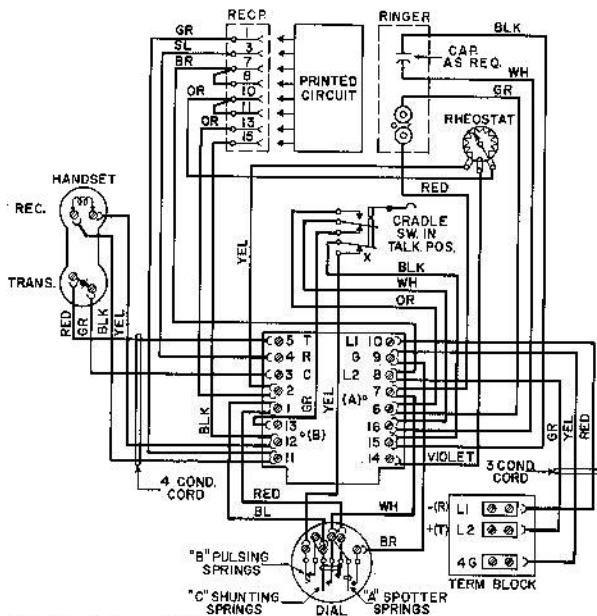 RECP. RINGER
GR 1 BLK
SL 3 CAP. AS REQ.
BR 7 PRINTED CIRCUIT WH
8 GR
OR 10 RHEOSTAT
11
OR 13
15
RED
HANDSET
REC.
CRADLE SW. IN TALK. POS.
YEL X
TRANS.
BLK
WH
OR
RED GR BLK YEL
5 T L1 10
4 R G 9
3 C L2 8
2 7
1 (A) 6
GR YEL
13 16
BLK 12 (B) 15
11 14 VIOLET
GR YEL RED
4 COND. CORD
3 COND. CORD
RED
BL WH
BR
-(R) L1
+(T) L2
4G
TERM BLOCK
"B" PULSING SPRINGS
"C" SHUNTING SPRINGS
"A" SPOTTER SPRINGS
DIAL